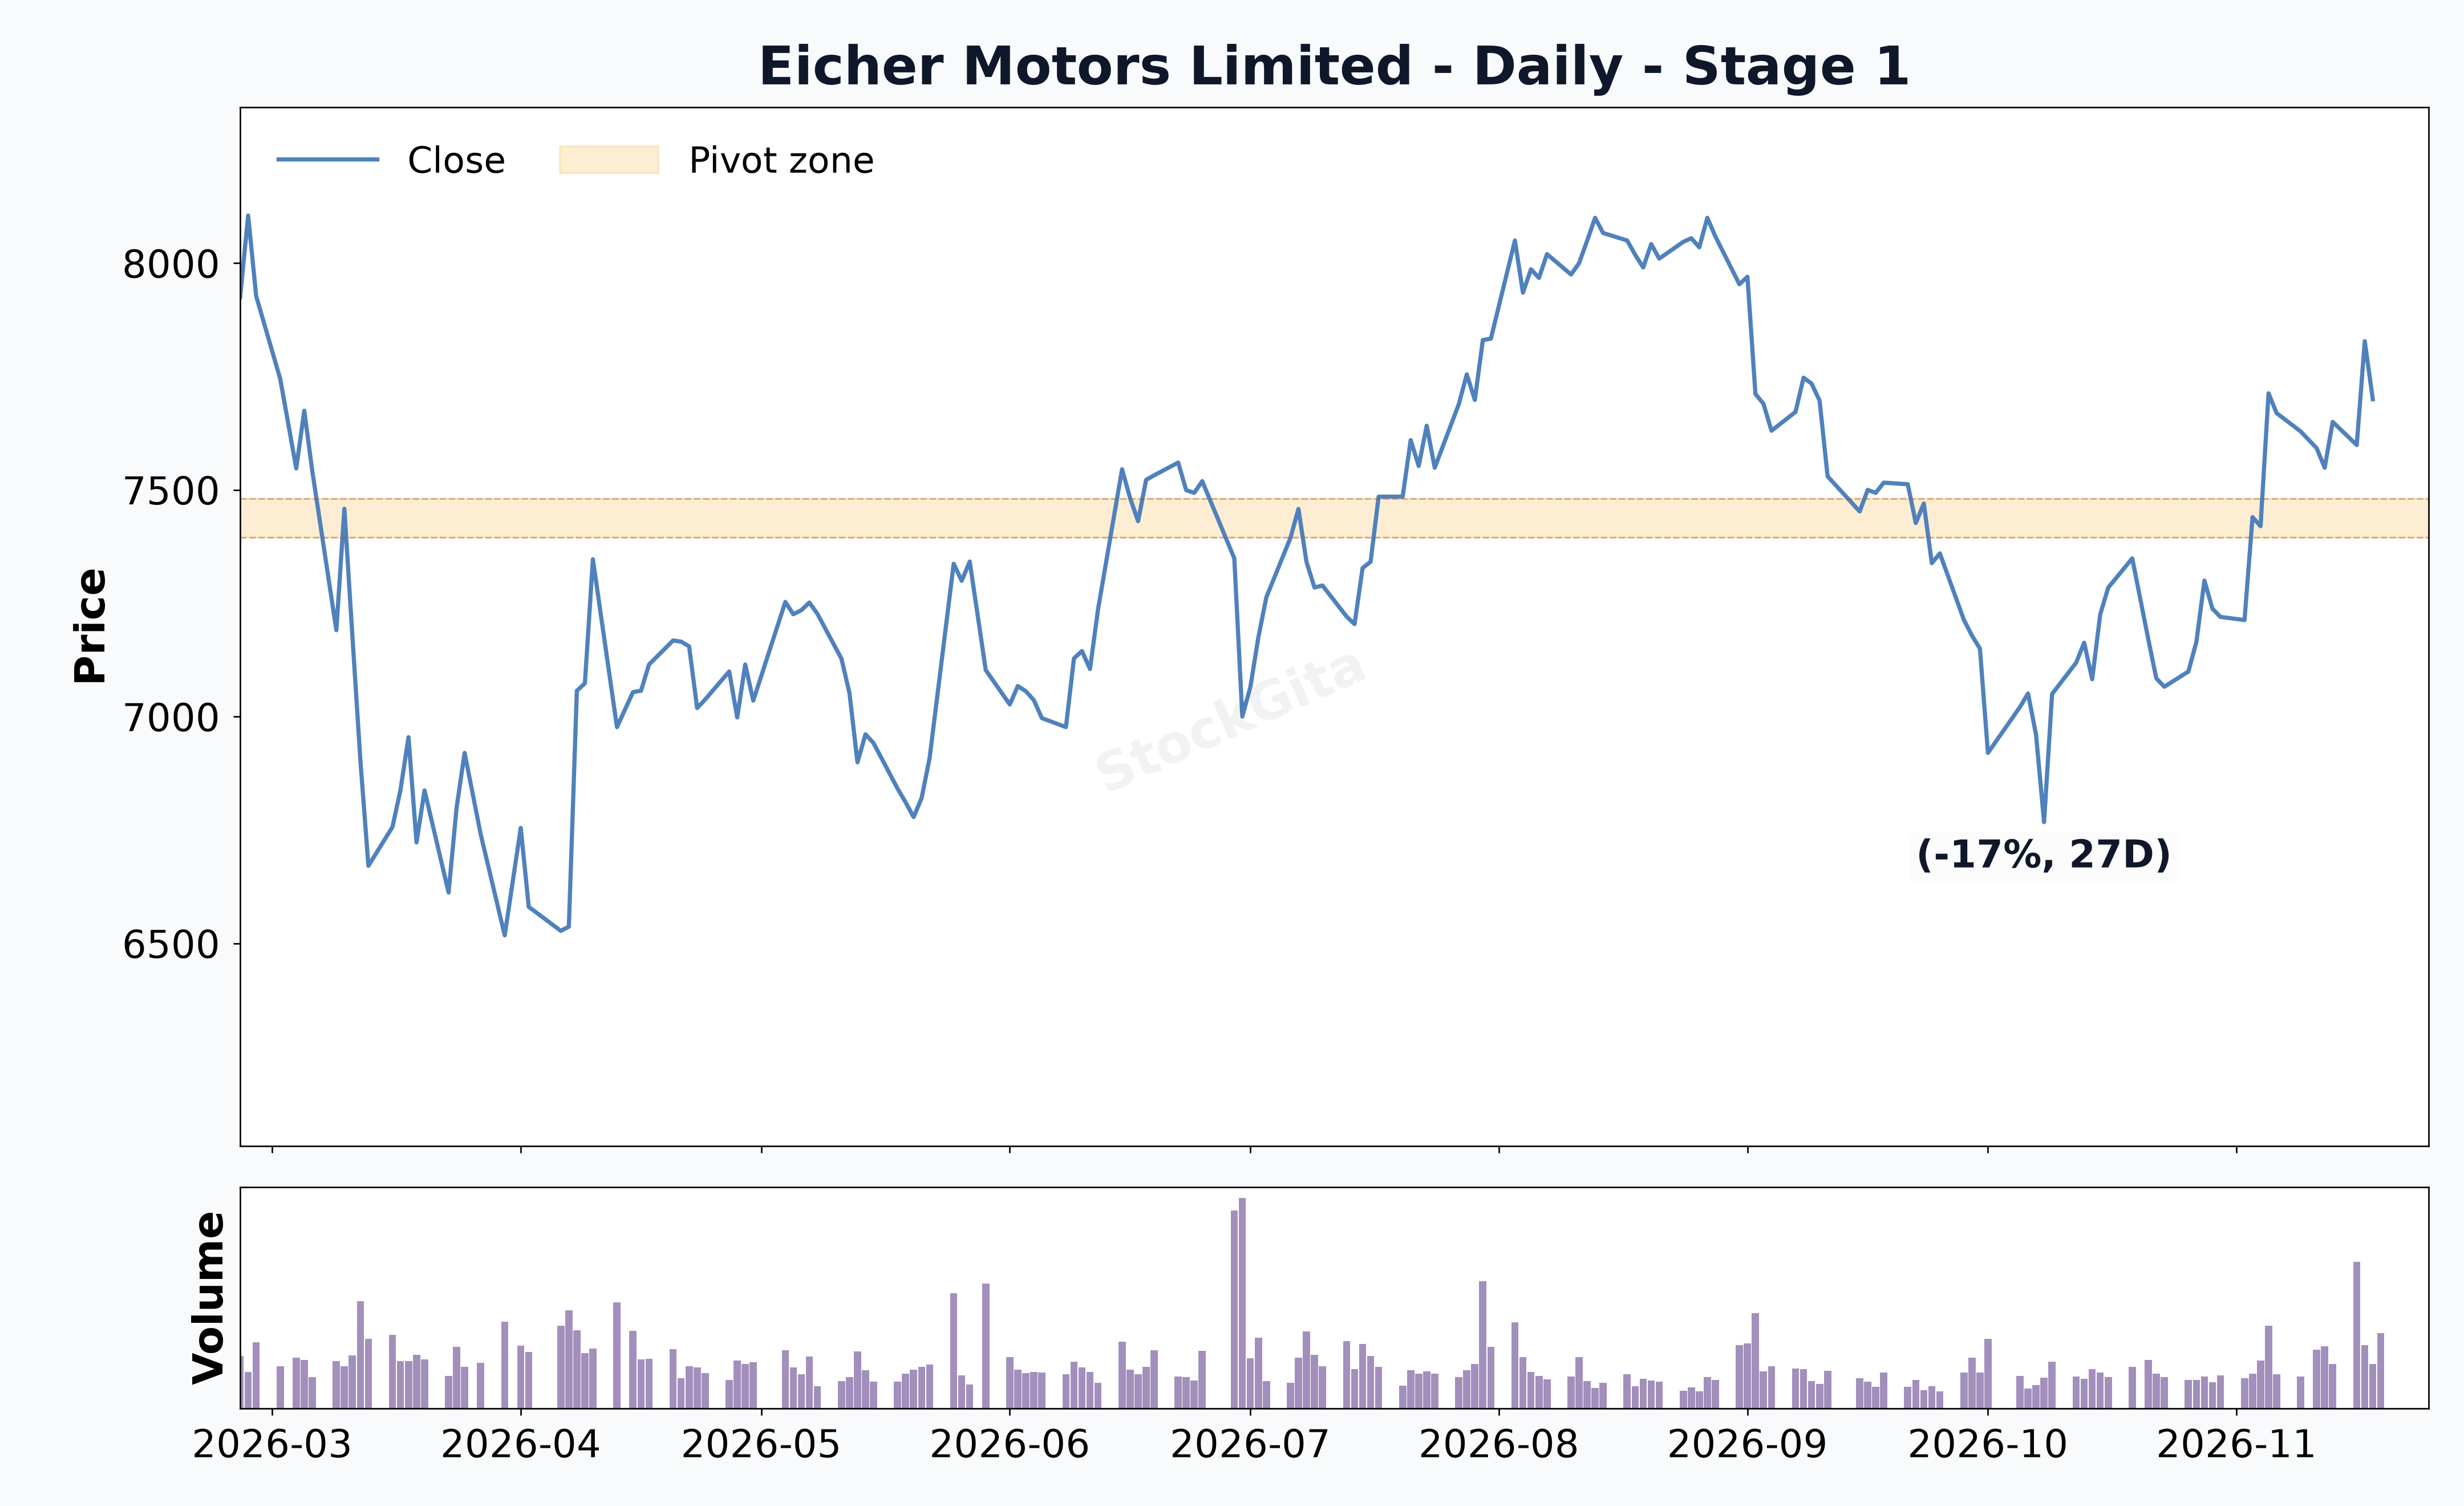 Eicher Motors Limited - Daily - Stage 1
Close
Pivot zone
8000
7500
7000
6500
Price
StockGita
(-17%, 27D)
Volume
2026-03
2026-04
2026-05
2026-06
2026-07
2026-08
2026-09
2026-10
2026-11